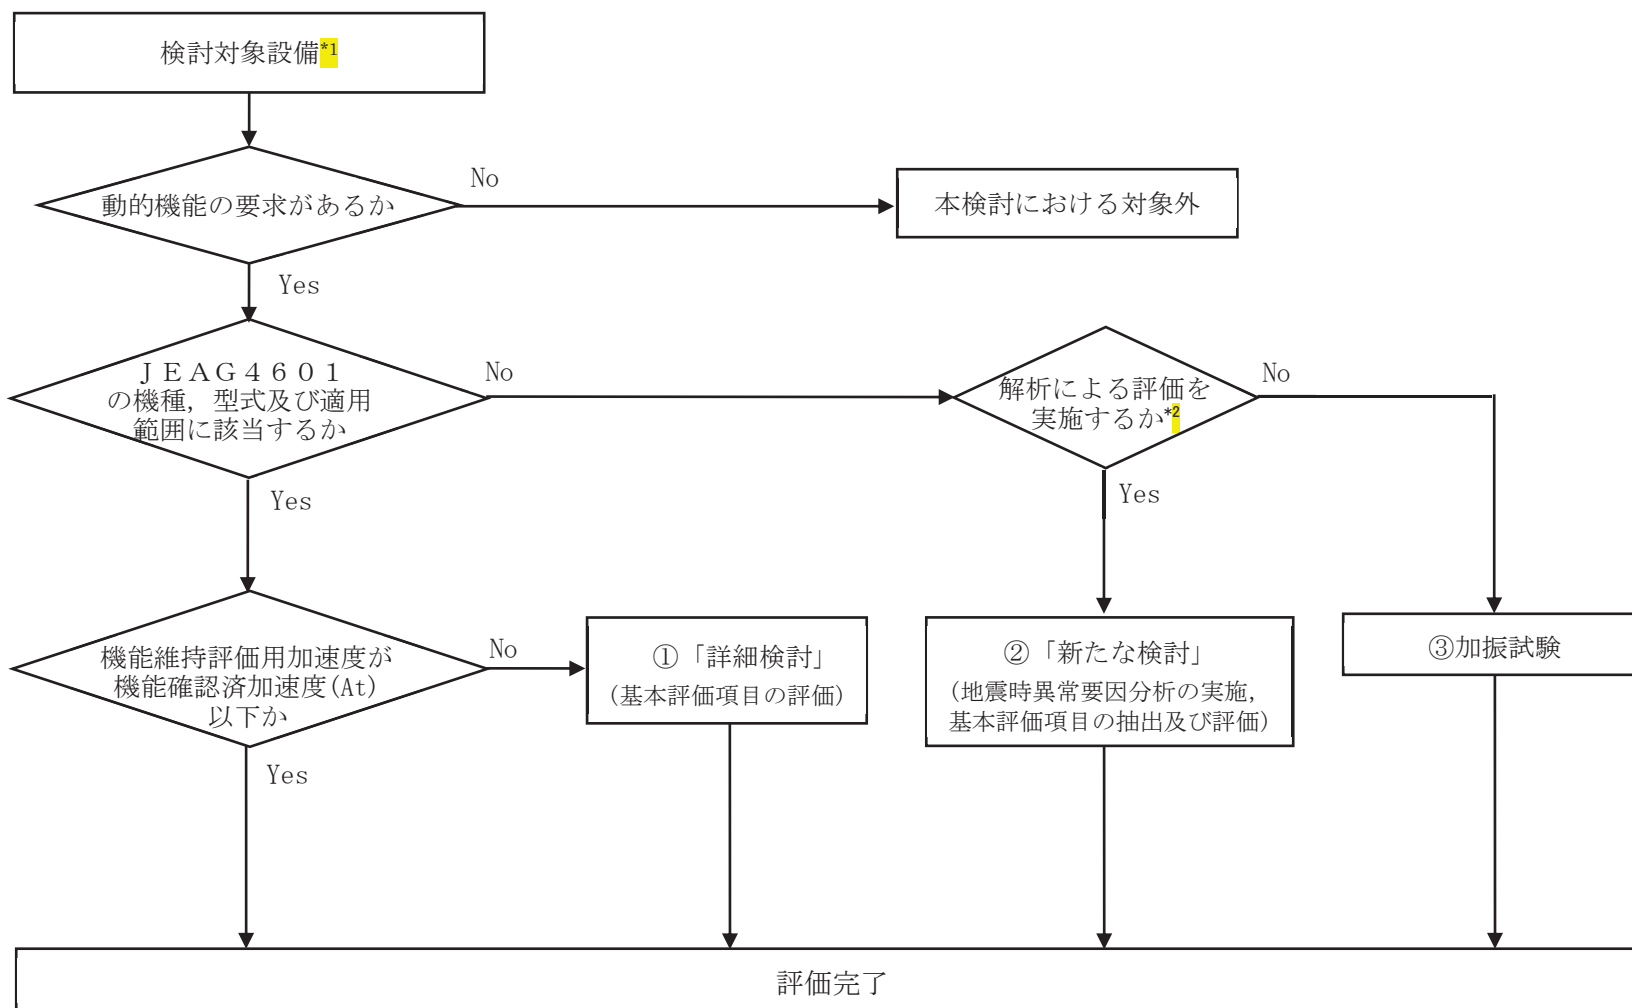 検討対象設備*1
動的機能の要求があるか
No
本検討における対象外
Yes
ＪＥＡＧ４６０１
の機種，型式及び適用
範囲に該当するか
No
解析による評価を
実施するか*2
No
Yes
Yes
機能維持評価用加速度が
機能確認済加速度(At)
以下か
No
①「詳細検討」
(基本評価項目の評価)
②「新たな検討」
(地震時異常要因分析の実施，
基本評価項目の抽出及び評価)
③加振試験
Yes
評価完了